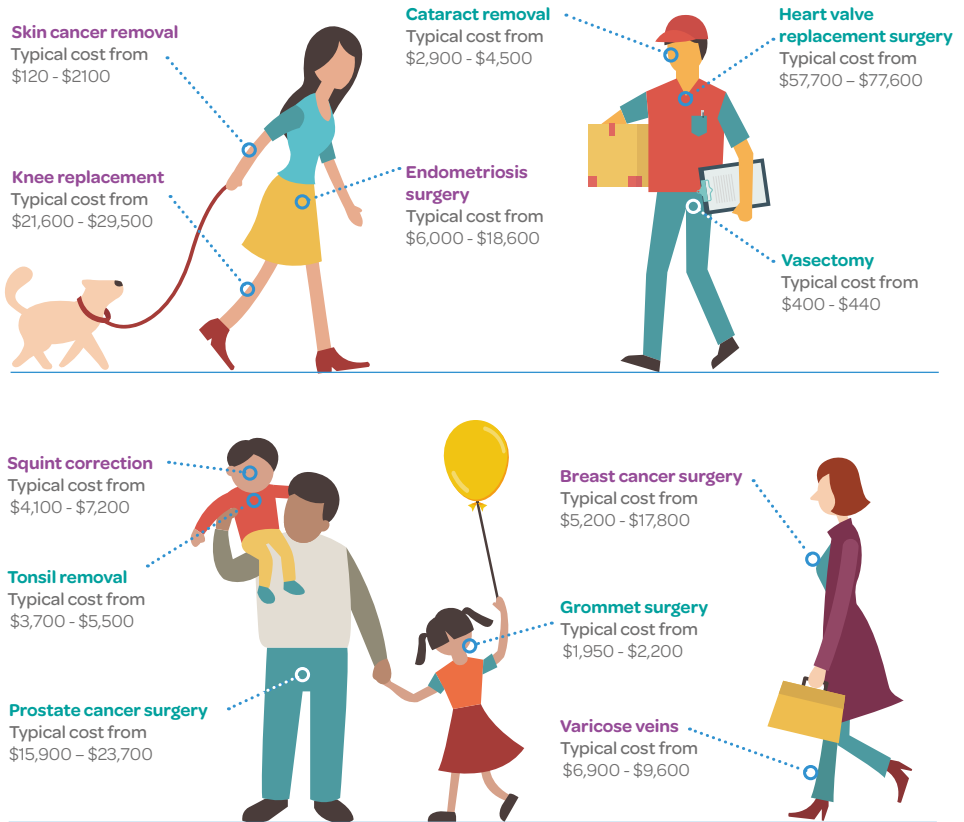 Skin cancer removal
Typical cost from
$120 - $2100
Knee replacement
Typical cost from
$21,600 - $29,500
Cataract removal
Typical cost from
$2,900 - $4,500
Endometriosis
surgery
Typical cost from
$6,000 - $18,600
Heart valve
replacement surgery
Typical cost from
$57,700 – $77,600
Vasectomy
Typical cost from
$400 - $440
Squint correction
Typical cost from
$4,100 - $7,200
Tonsil removal
Typical cost from
$3,700 - $5,500
Prostate cancer surgery
Typical cost from
$15,900 – $23,700
Breast cancer surgery
Typical cost from
$5,200 - $17,800
Grommet surgery
Typical cost from
$1,950 - $2,200
Varicose veins
Typical cost from
$6,900 - $9,600